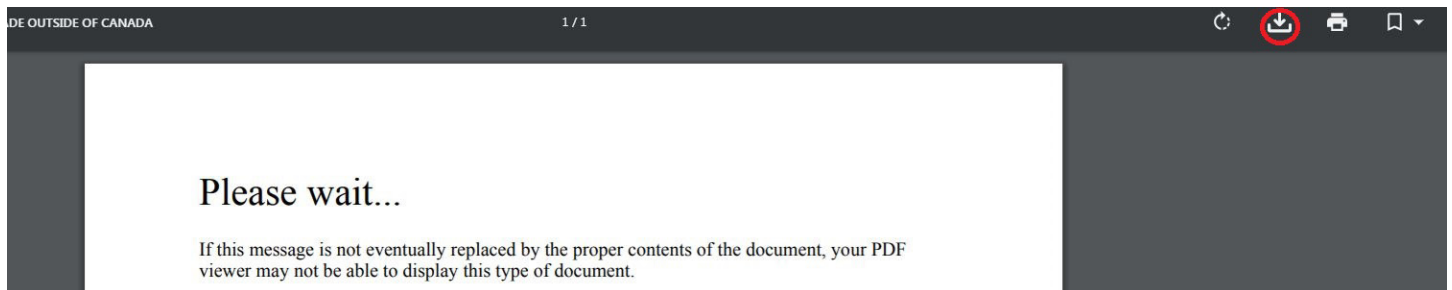 DE OUTSIDE OF CANADA 1 / 1
Please wait...
If this message is not eventually replaced by the proper contents of the document, your PDF
viewer may not be able to display this type of document.